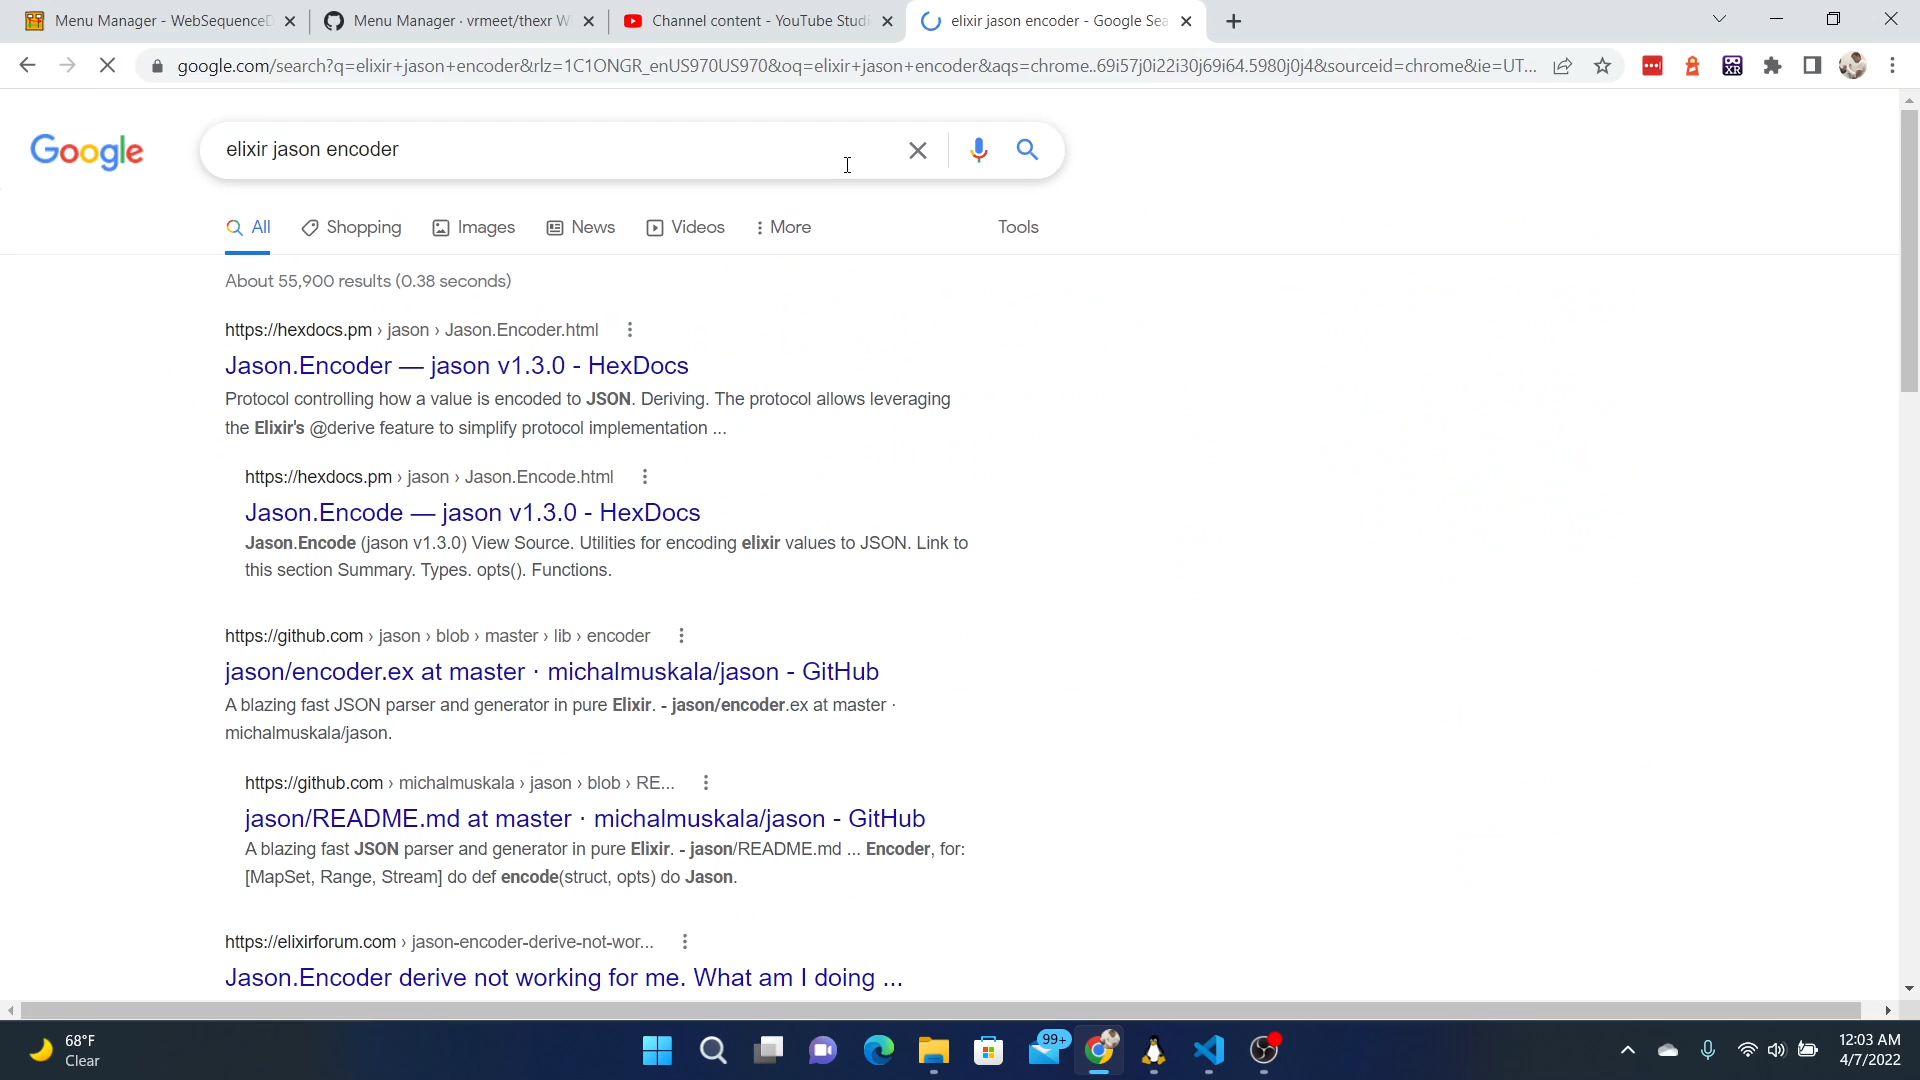 Menu Manager - WebSequenceD
Menu Manager · vrmeet/thexr W
Channel content - YouTube Studi
elixir jason encoder - Google Sea
google.com/search?q=elixir+jason+encoder&rlz=1C1ONGR_enUS970US970&oq=elixir+jason+encoder&aqs=chrome..69i57j0i22i30j69i64.5980j0j4&sourceid=chrome&ie=UT...
XR
Google
elixir jason encoder
All
Shopping
Images
News
Videos
More
Tools
About 55,900 results (0.38 seconds)
https://hexdocs.pm › jason › Jason.Encoder.html
Jason.Encoder — jason v1.3.0 - HexDocs
Protocol controlling how a value is encoded to JSON. Deriving. The protocol allows leveraging
the Elixir's @derive feature to simplify protocol implementation ...
https://hexdocs.pm › jason › Jason.Encode.html
Jason.Encode — jason v1.3.0 - HexDocs
Jason.Encode (jason v1.3.0) View Source. Utilities for encoding elixir values to JSON. Link to
this section Summary. Types. opts(). Functions.
https://github.com › jason › blob › master › lib › encoder
jason/encoder.ex at master · michalmuskala/jason - GitHub
A blazing fast JSON parser and generator in pure Elixir. - jason/encoder.ex at master ·
michalmuskala/jason.
https://github.com › michalmuskala › jason › blob › RE...
jason/README.md at master · michalmuskala/jason - GitHub
A blazing fast JSON parser and generator in pure Elixir. - jason/README.md ... Encoder, for:
[MapSet, Range, Stream] do def encode(struct, opts) do Jason.
https://elixirforum.com › jason-encoder-derive-not-wor...
Jason.Encoder derive not working for me. What am I doing ...
68°F
Clear
99+
12:03 AM
4/7/2022